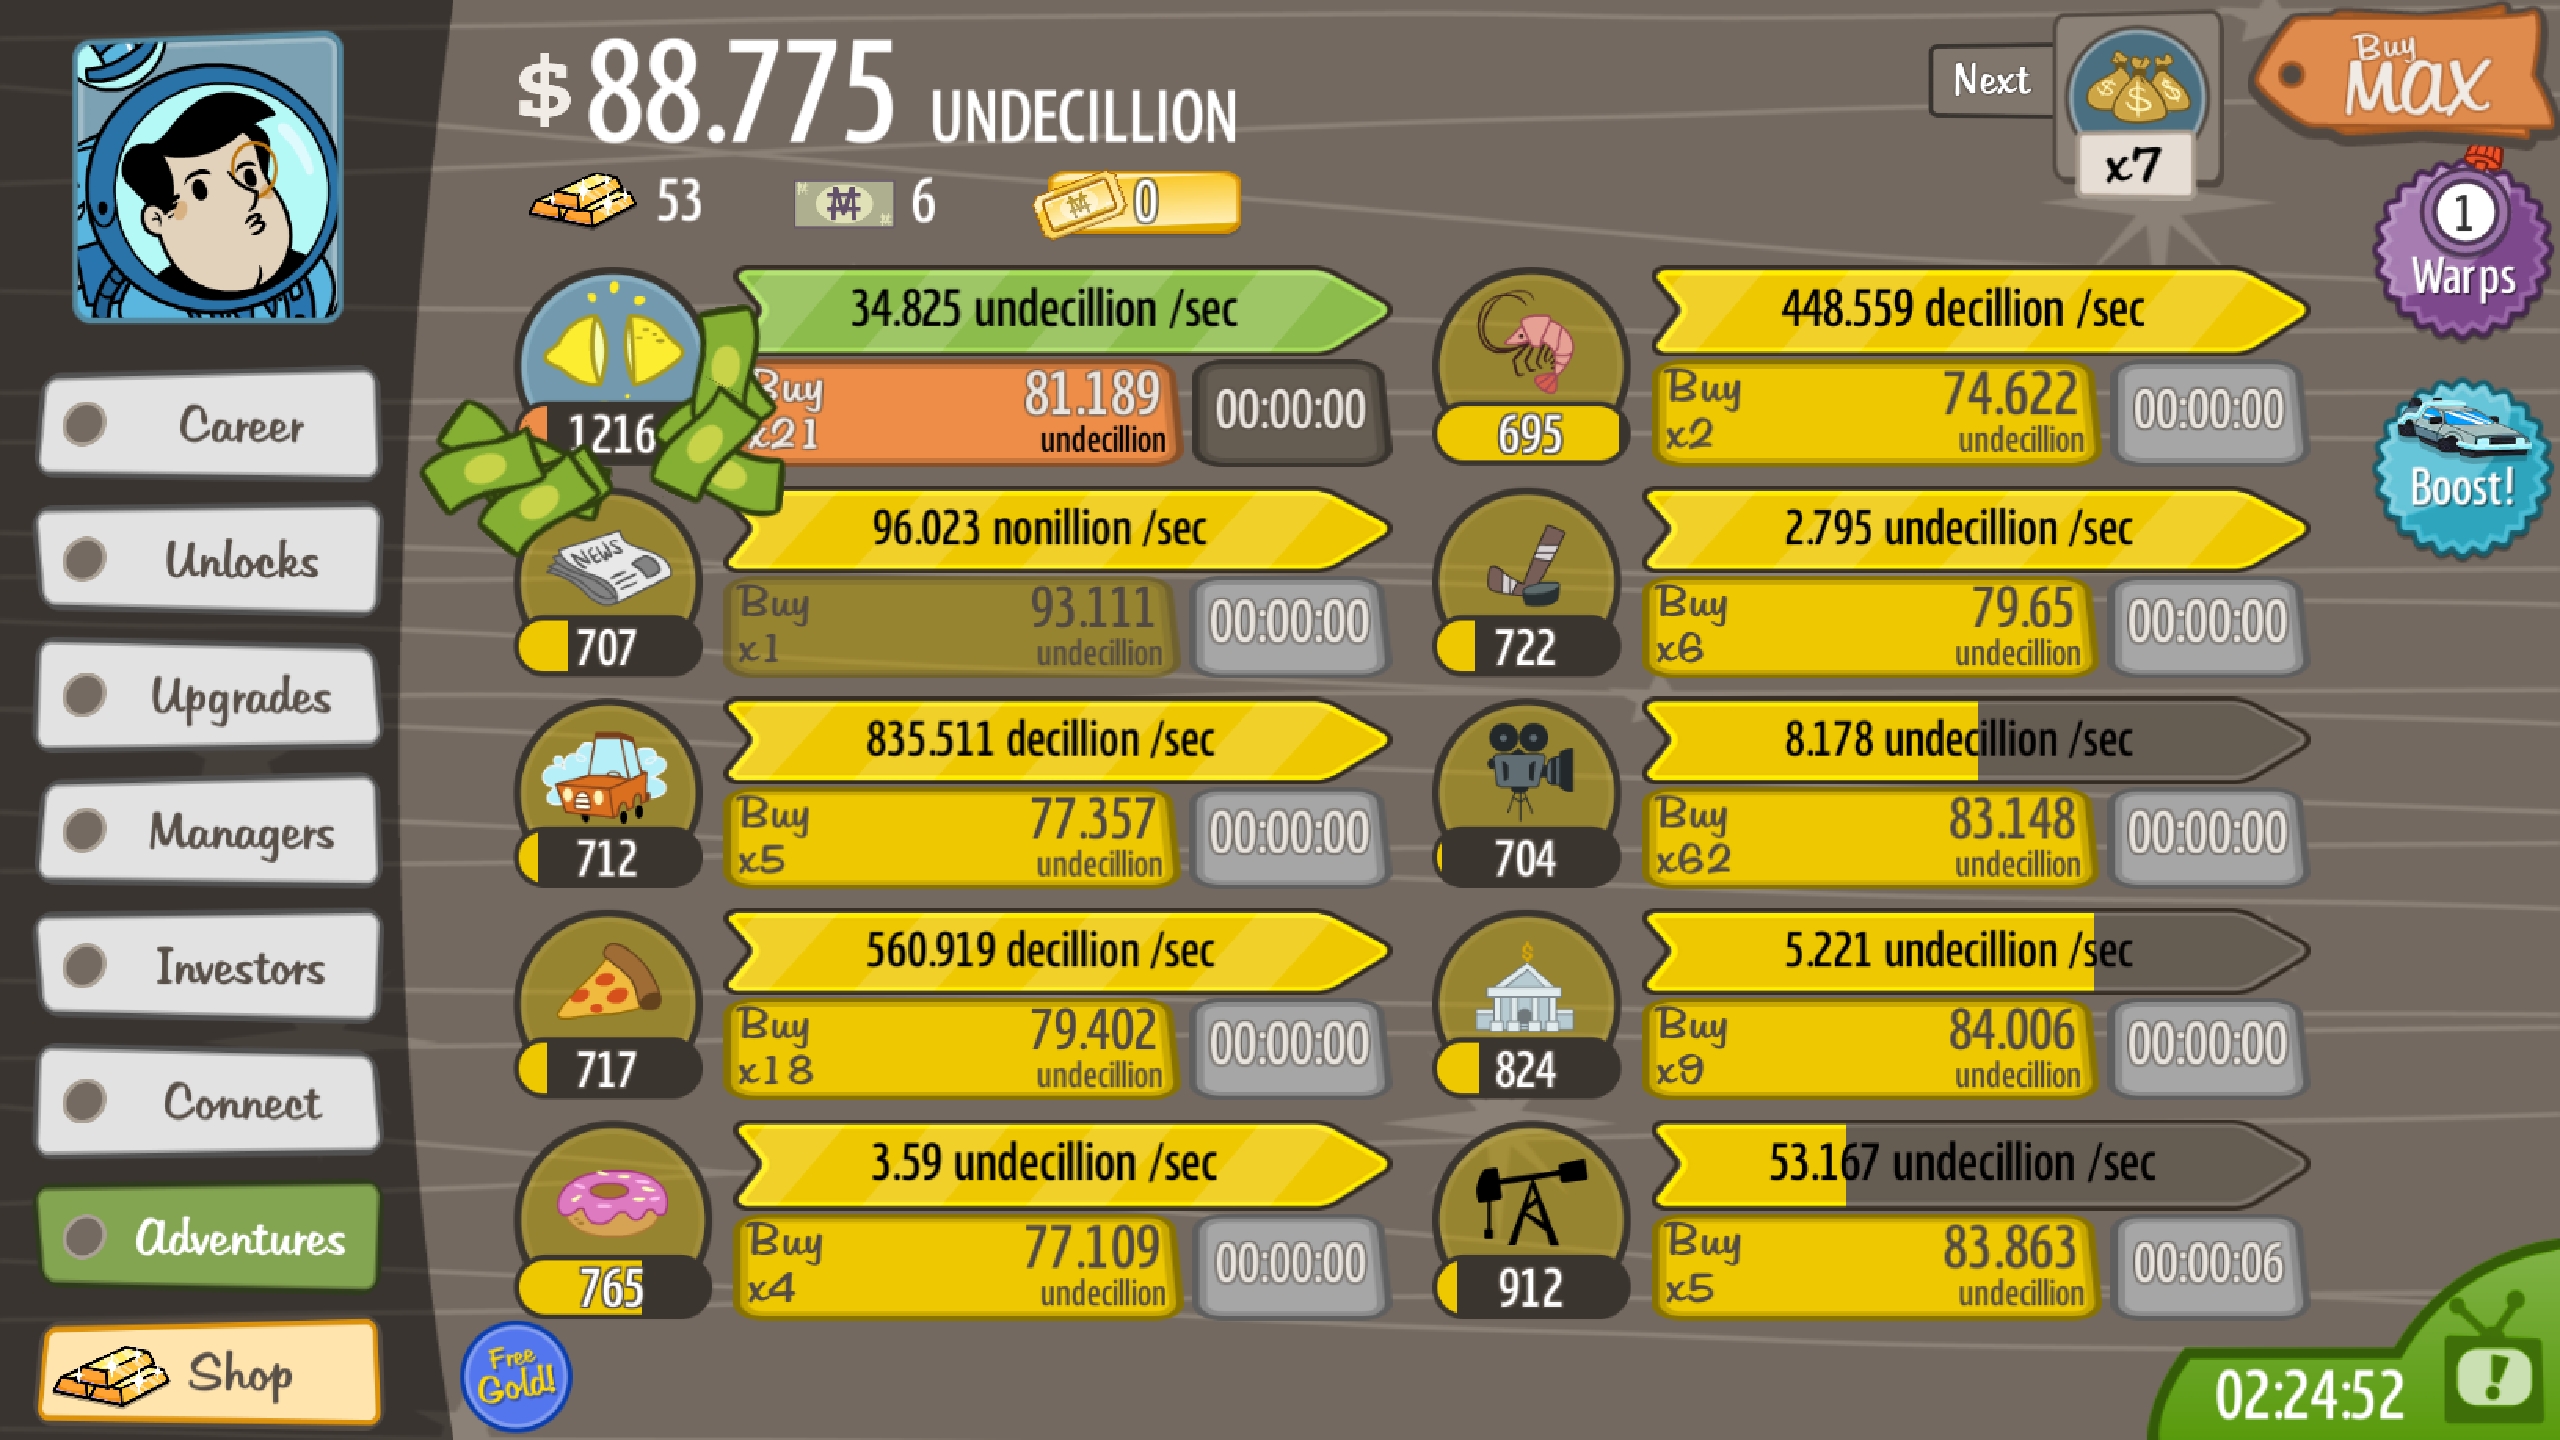 $88.775 UNDECILLION
53
6
0
Next
x7
Buy
MAX
1
Warps
Boost!
Career
Unlocks
Upgrades
Managers
Investors
Connect
Adventures
Shop
34.825 undecillion /sec
1216
Buy
x21
81.189
undecillion
00:00:00
NEWS
96.023 nonillion /sec
707
Buy
x1
93.111
undecillion
00:00:00
835.511 decillion /sec
712
Buy
x5
77.357
undecillion
00:00:00
560.919 decillion /sec
717
Buy
x18
79.402
undecillion
00:00:00
3.59 undecillion /sec
765
Buy
x4
77.109
undecillion
00:00:00
448.559 decillion /sec
695
Buy
x2
74.622
undecillion
00:00:00
2.795 undecillion /sec
722
Buy
x6
79.65
undecillion
00:00:00
8.178 undecillion /sec
704
Buy
x62
83.148
undecillion
00:00:00
5.221 undecillion /sec
824
Buy
x9
84.006
undecillion
00:00:00
53.167 undecillion /sec
912
Buy
x5
83.863
undecillion
00:00:06
Free
Gold!
02:24:52
!